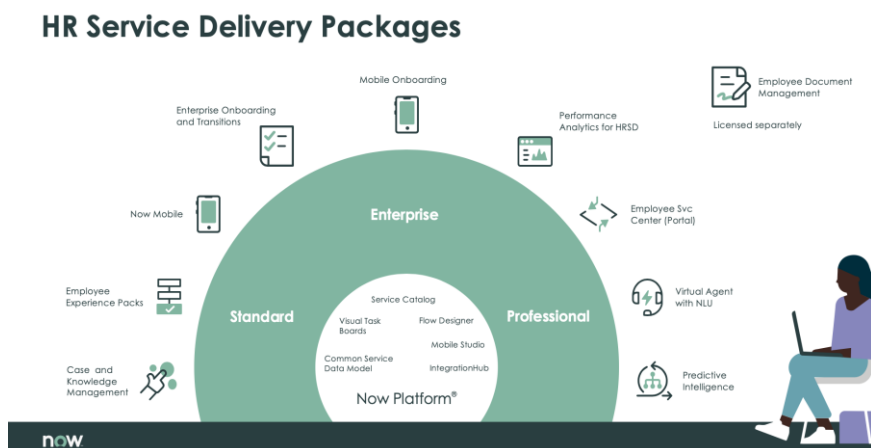 HR Service Delivery Packages
Mobile Onboarding
Employee Document
Management
Licensed separately
Enterprise Onboarding
and Transitions
Performance
Analytics for HRSD
Now Mobile
Enterprise
Employee Svc
Center (Portal)
Employee
Experience Packs
Standard
Professional
Virtual Agent
with NLU
Service Catalog
Visual Task
Boards
Flow Designer
Mobile Studio
Common Service
Data Model
IntegrationHub
Now Platform®
Case and
Knowledge
Management
Predictive
Intelligence
now